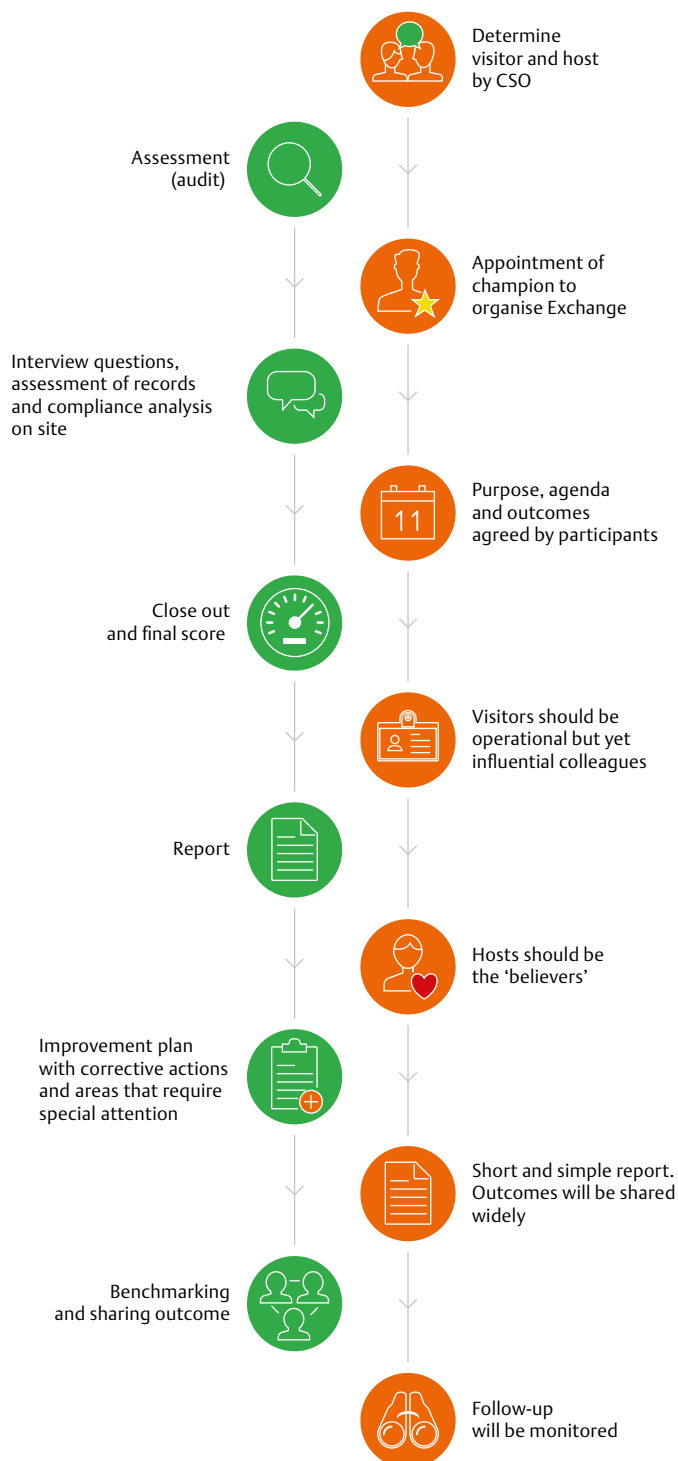 Determine
visitor and host
by CSO
Assessment
(audit)
Appointment of
champion to
organise Exchange
Interview questions,
assessment of records
and compliance analysis
on site
11
Purpose, agenda
and outcomes
agreed by participants
Close out
and final score
Visitors should be
operational but yet
influential colleagues
Report
Hosts should be
the ‘believers’
Improvement plan
with corrective actions
and areas that require
special attention
Short and simple report.
Outcomes will be shared
widely
Benchmarking
and sharing outcome
Follow-up
will be monitored